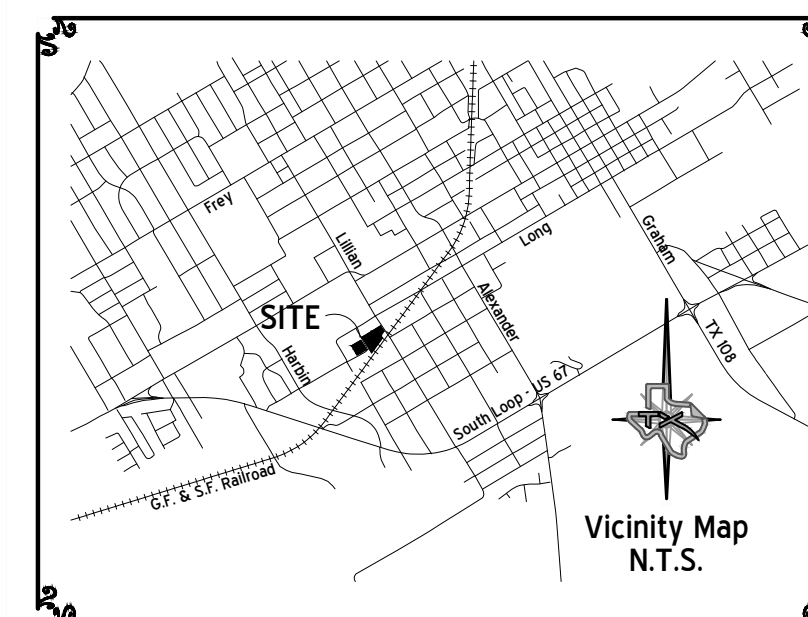 Frey
Lillian
Long
Graham
SITE
Alexander
Harbin
TX 108
South Loop - US 67
TX
G.F. & S.F. Railroad
Vicinity Map
N.T.S.